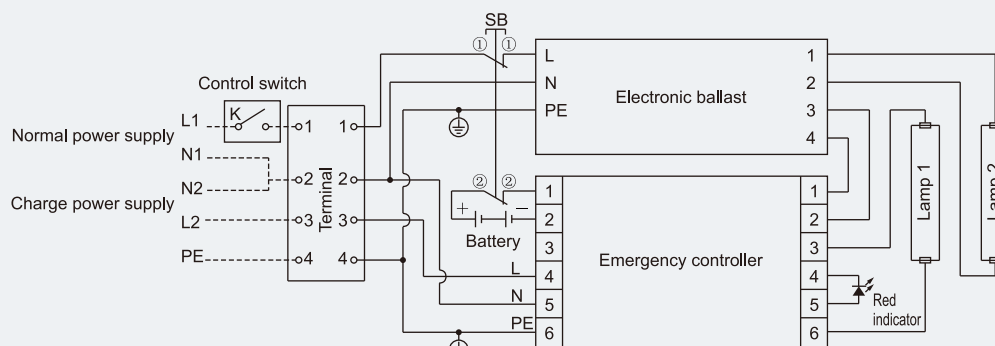 SB
① ①
L 1
Control switch
N 2
K
Electronic ballast
PE 3
L1 1 1
4
Normal power supply
N1
2 2
N2
Terminal
② ②
1 1
Charge power supply
+ −
2 2
L2 3 3
Battery
3 3
Lamp 1
Lamp 2
PE 4 4
Emergency controller
L 4 4
N 5 5
Red
indicator
PE 6 6